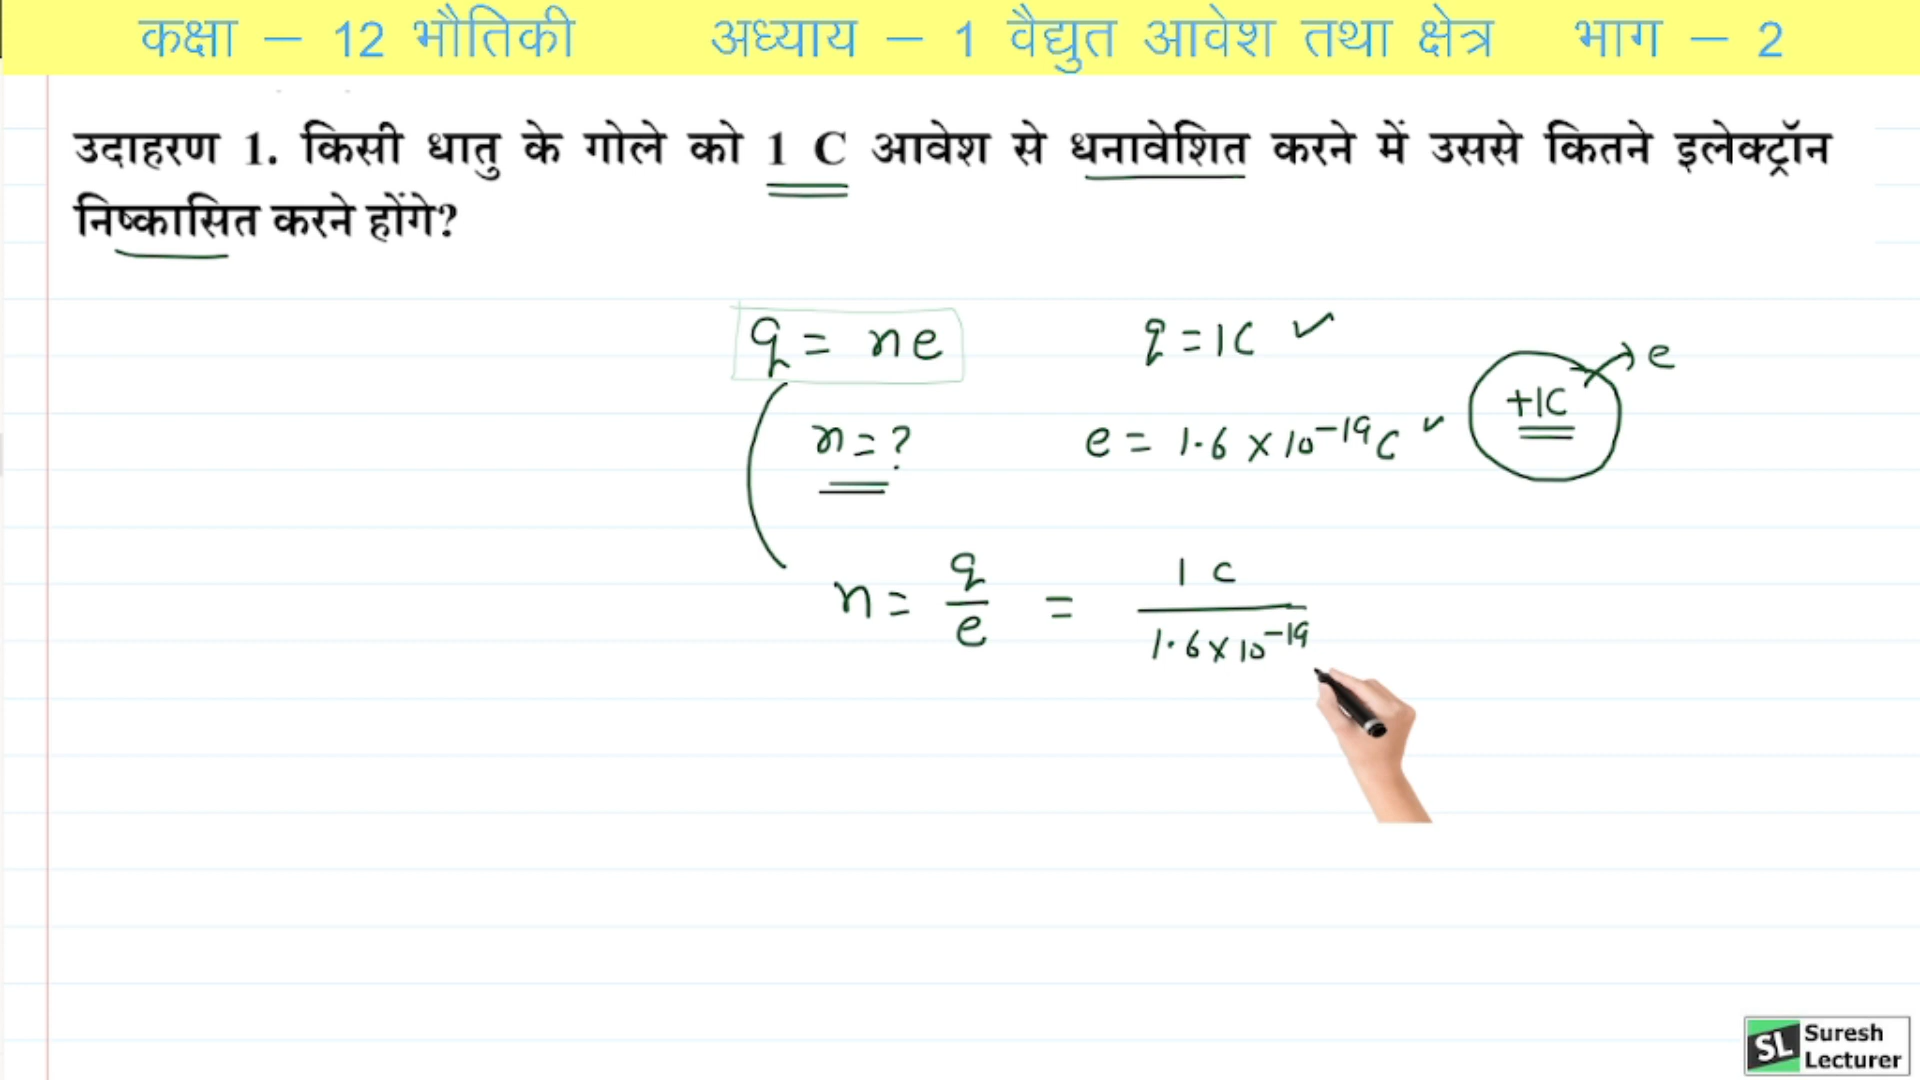 कक्षा – 12 भौतिकी अध्याय – 1 वैद्युत आवेश तथा क्षेत्र भाग – 2
उदाहरण 1. किसी धातु के गोले को 1 C आवेश से धनावेशित करने में उससे कितने इलेक्ट्रॉन
निष्कासित करने होंगे?
q = ne q = 1C ✓
+1C e
n = ? e = 1.6 × 10⁻¹⁹ C ✓
n = q/e = 1 C / 1.6 × 10⁻¹⁹
SL Suresh
Lecturer